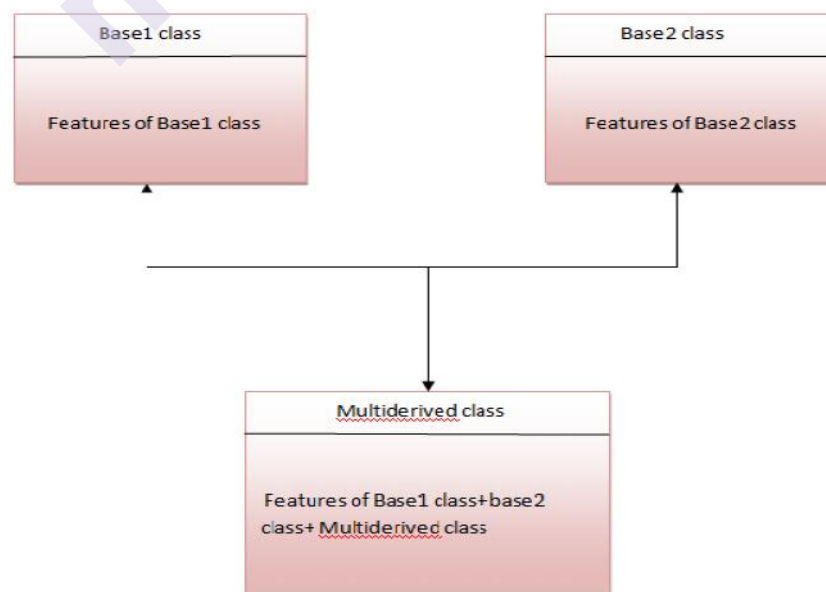 Base1 class
Base2 class
Features of Base1 class
Features of Base2 class
Multiderived class
Features of Base1 class+base2
class+ Multiderived class